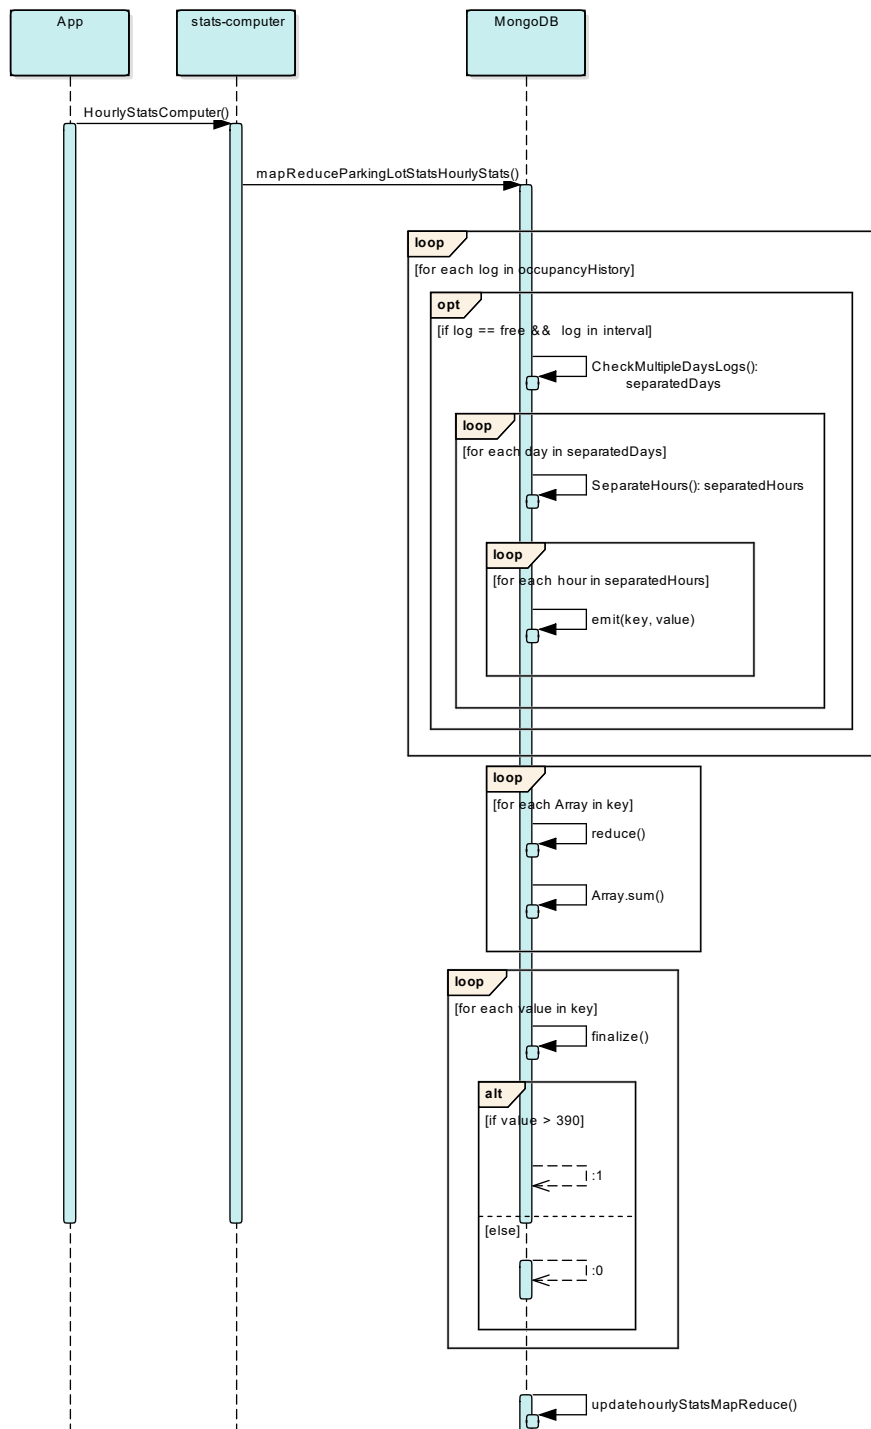 App
stats-computer
MongoDB
HourlyStatsComputer()
mapReduceParkingLotStatsHourlyStats()
loop
[for each log in occupancyHistory]
opt
[if log == free && log in interval]
CheckMultipleDaysLogs():
separatedDays
loop
[for each day in separatedDays]
SeparateHours(): separatedHours
loop
[for each hour in separatedHours]
emit(key, value)
loop
[for each Array in key]
reduce()
Array.sum()
loop
[for each value in key]
finalize()
alt
[if value > 390]
:1
[else]
:0
updatehourlyStatsMapReduce()